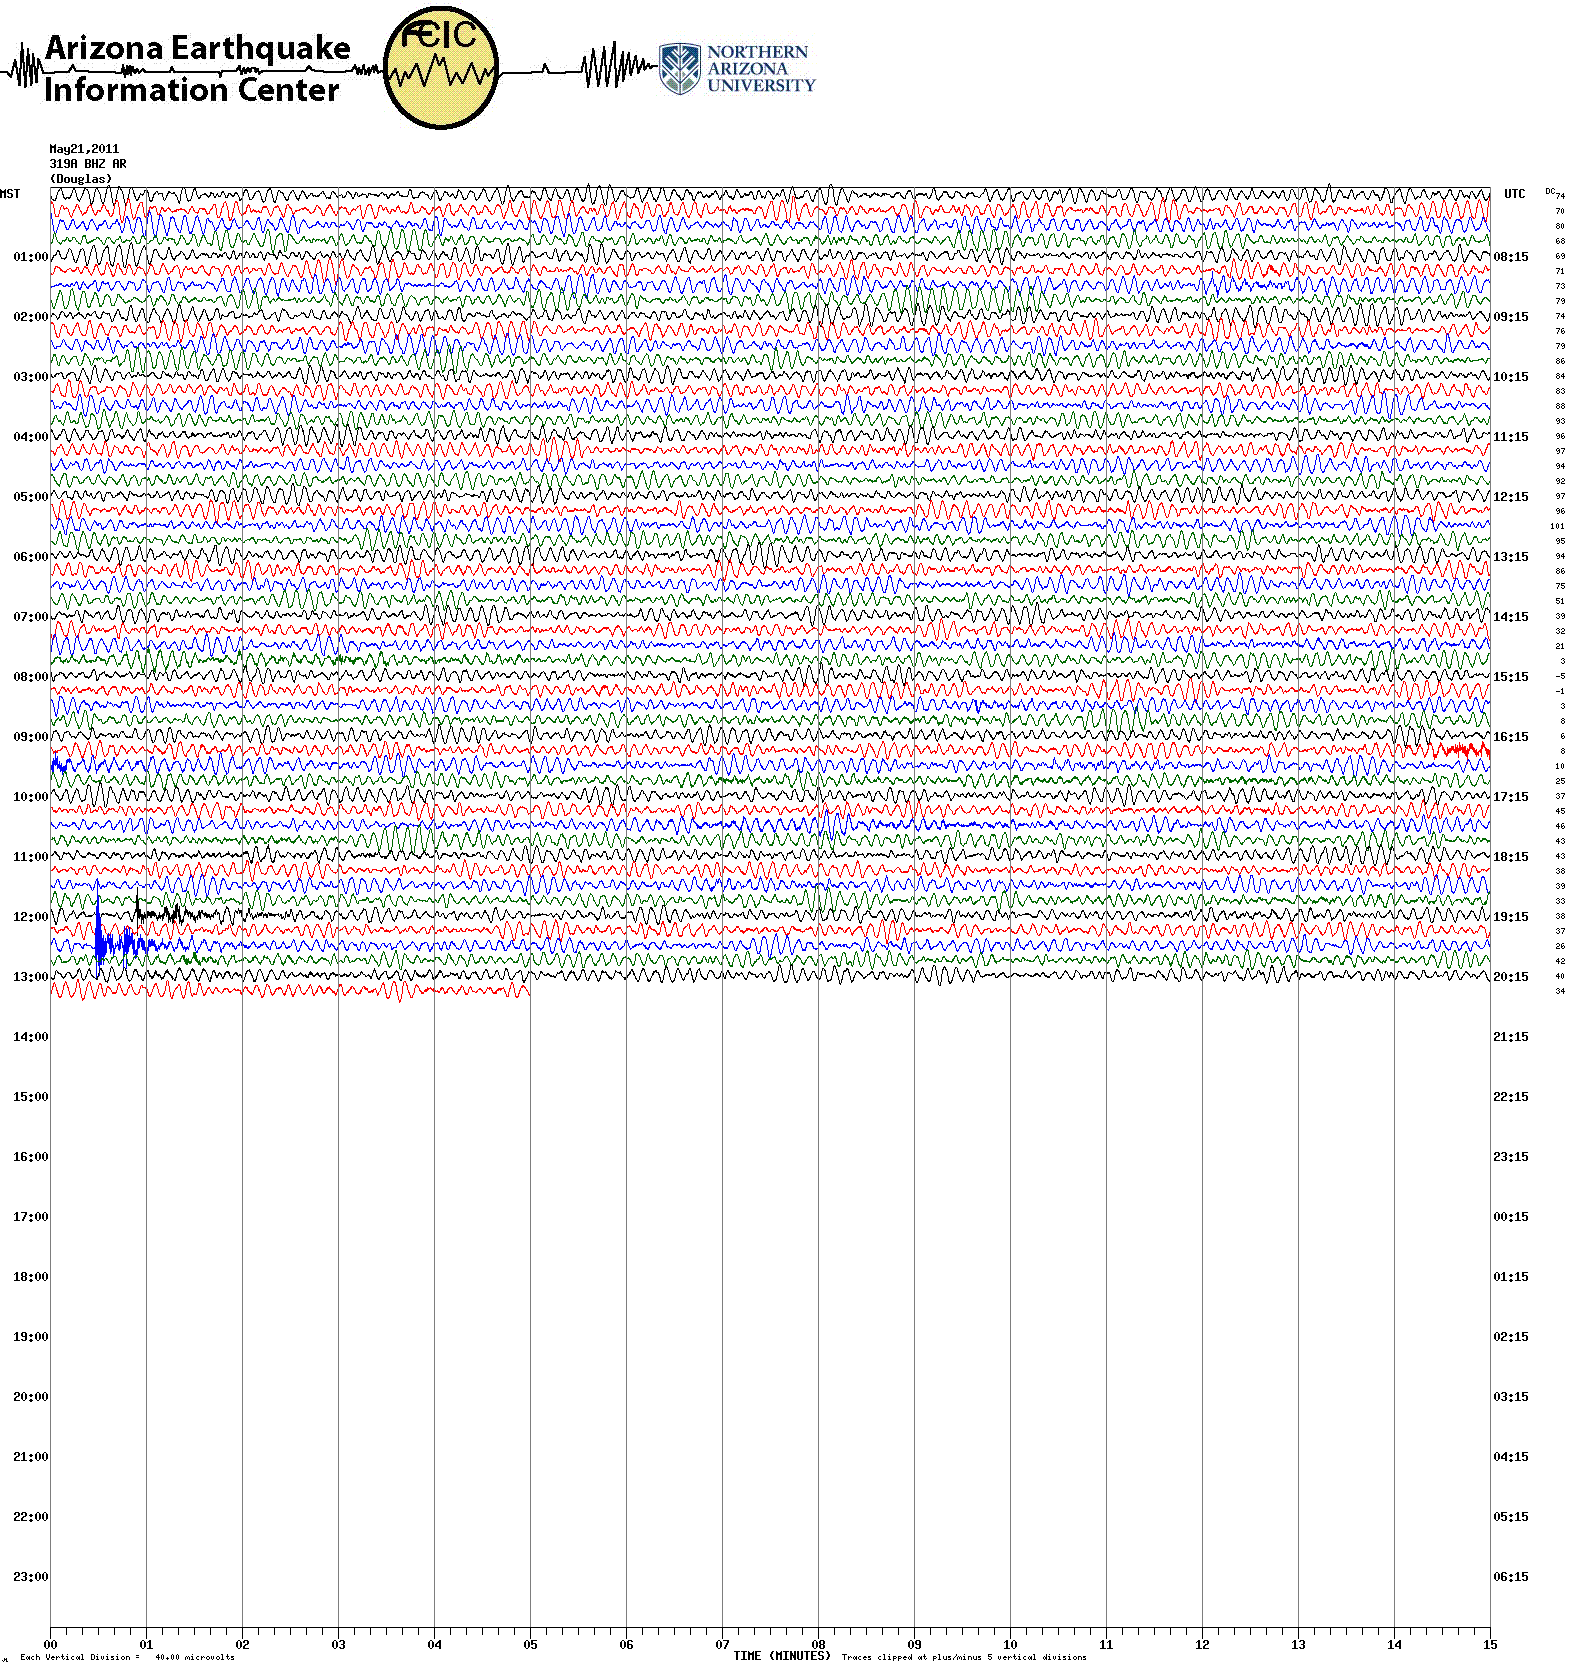 Arizona Earthquake
Information Center
ÆIC
NORTHERN
ARIZONA
UNIVERSITY
May21,2011
319A BHZ AR
(Douglas)
MST UTC DC 74
70
80
68
01:00 08:15 69
71
73
79
02:00 09:15 74
76
79
86
03:00 10:15 84
83
88
93
04:00 11:15 96
97
94
92
05:00 12:15 97
96
101
95
06:00 13:15 94
86
75
51
07:00 14:15 39
32
21
3
08:00 15:15 -5
-1
3
8
09:00 16:15 6
8
10
25
10:00 17:15 37
45
46
43
11:00 18:15 43
38
39
33
12:00 19:15 38
37
26
42
13:00 20:15 40
34
14:00 21:15
15:00 22:15
16:00 23:15
17:00 00:15
18:00 01:15
19:00 02:15
20:00 03:15
21:00 04:15
22:00 05:15
23:00 06:15
00 01 02 03 04 05 06 07 08 09 10 11 12 13 14 15
TIME (MINUTES)
Each Vertical Division = 40.00 microvolts
Traces clipped at plus/minus 5 vertical divisions